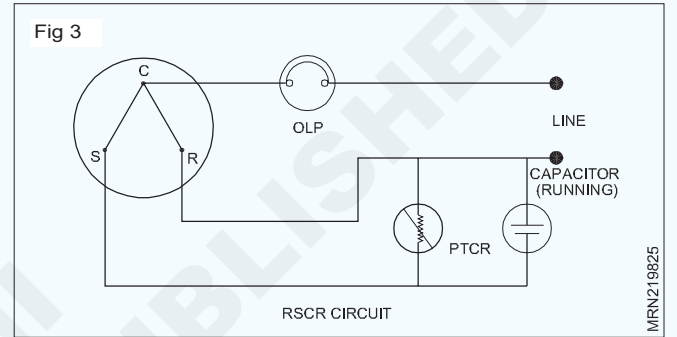 Fig 3
C
OLP
LINE
S
R
CAPACITOR
(RUNNING)
PTCR
RSCR CIRCUIT
MRN219825